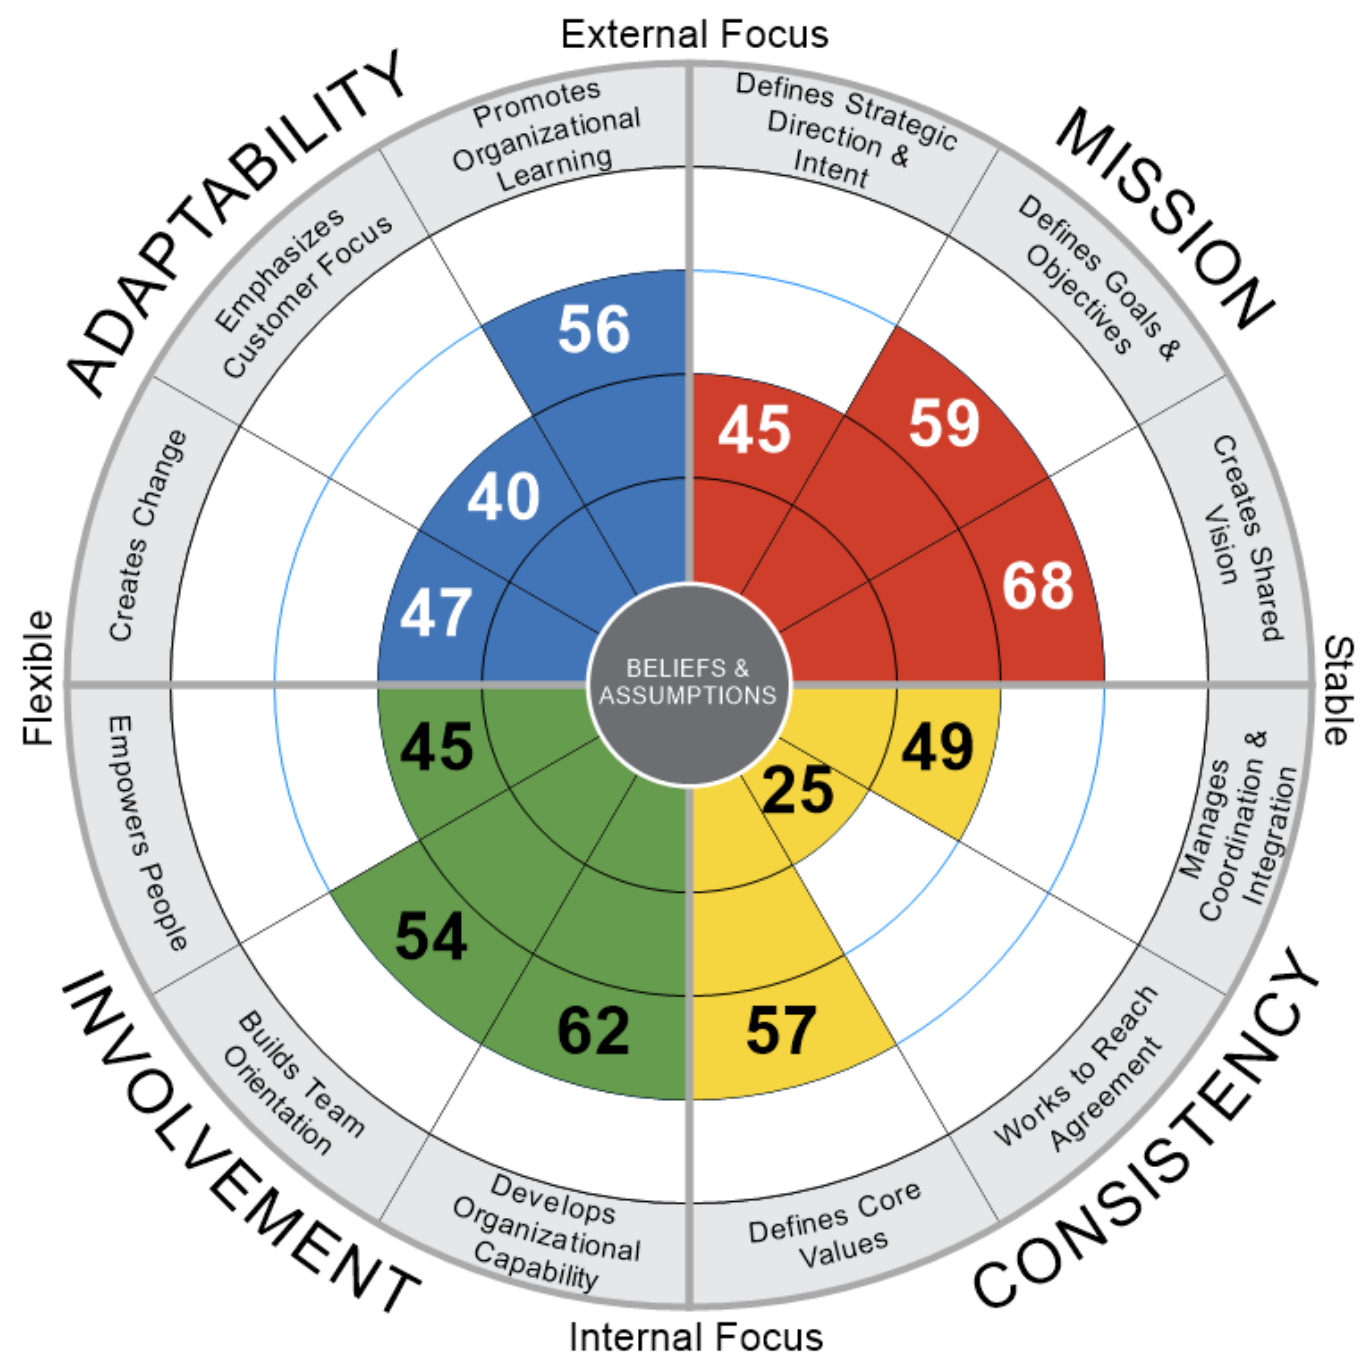 External Focus
ADAPTABILITY
MISSION
Promotes
Organizational
Learning
Defines Strategic
Direction &
Intent
Emphasizes
Customer Focus
Defines Goals &
Objectives
Creates Change
Creates Shared
Vision
56
45
59
40
47
68
Flexible
BELIEFS &
ASSUMPTIONS
Stable
45
25
49
54
62
57
Empowers People
Manages
Coordination &
Integration
Builds Team
Orientation
Works to Reach
Agreement
Develops
Organizational
Capability
Defines Core
Values
INVOLVEMENT
CONSISTENCY
Internal Focus